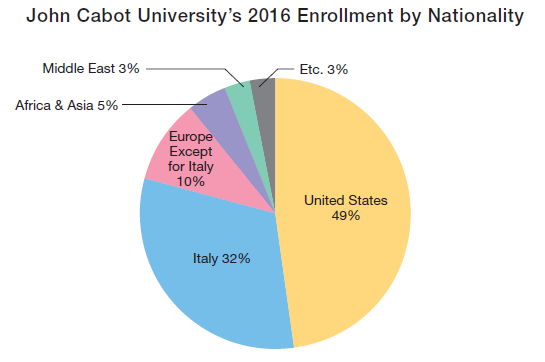 John Cabot University's 2016 Enrollment by Nationality
Middle East 3%
Etc. 3%
Africa & Asia 5%
Europe
Except
for Italy
10%
United States
49%
Italy 32%